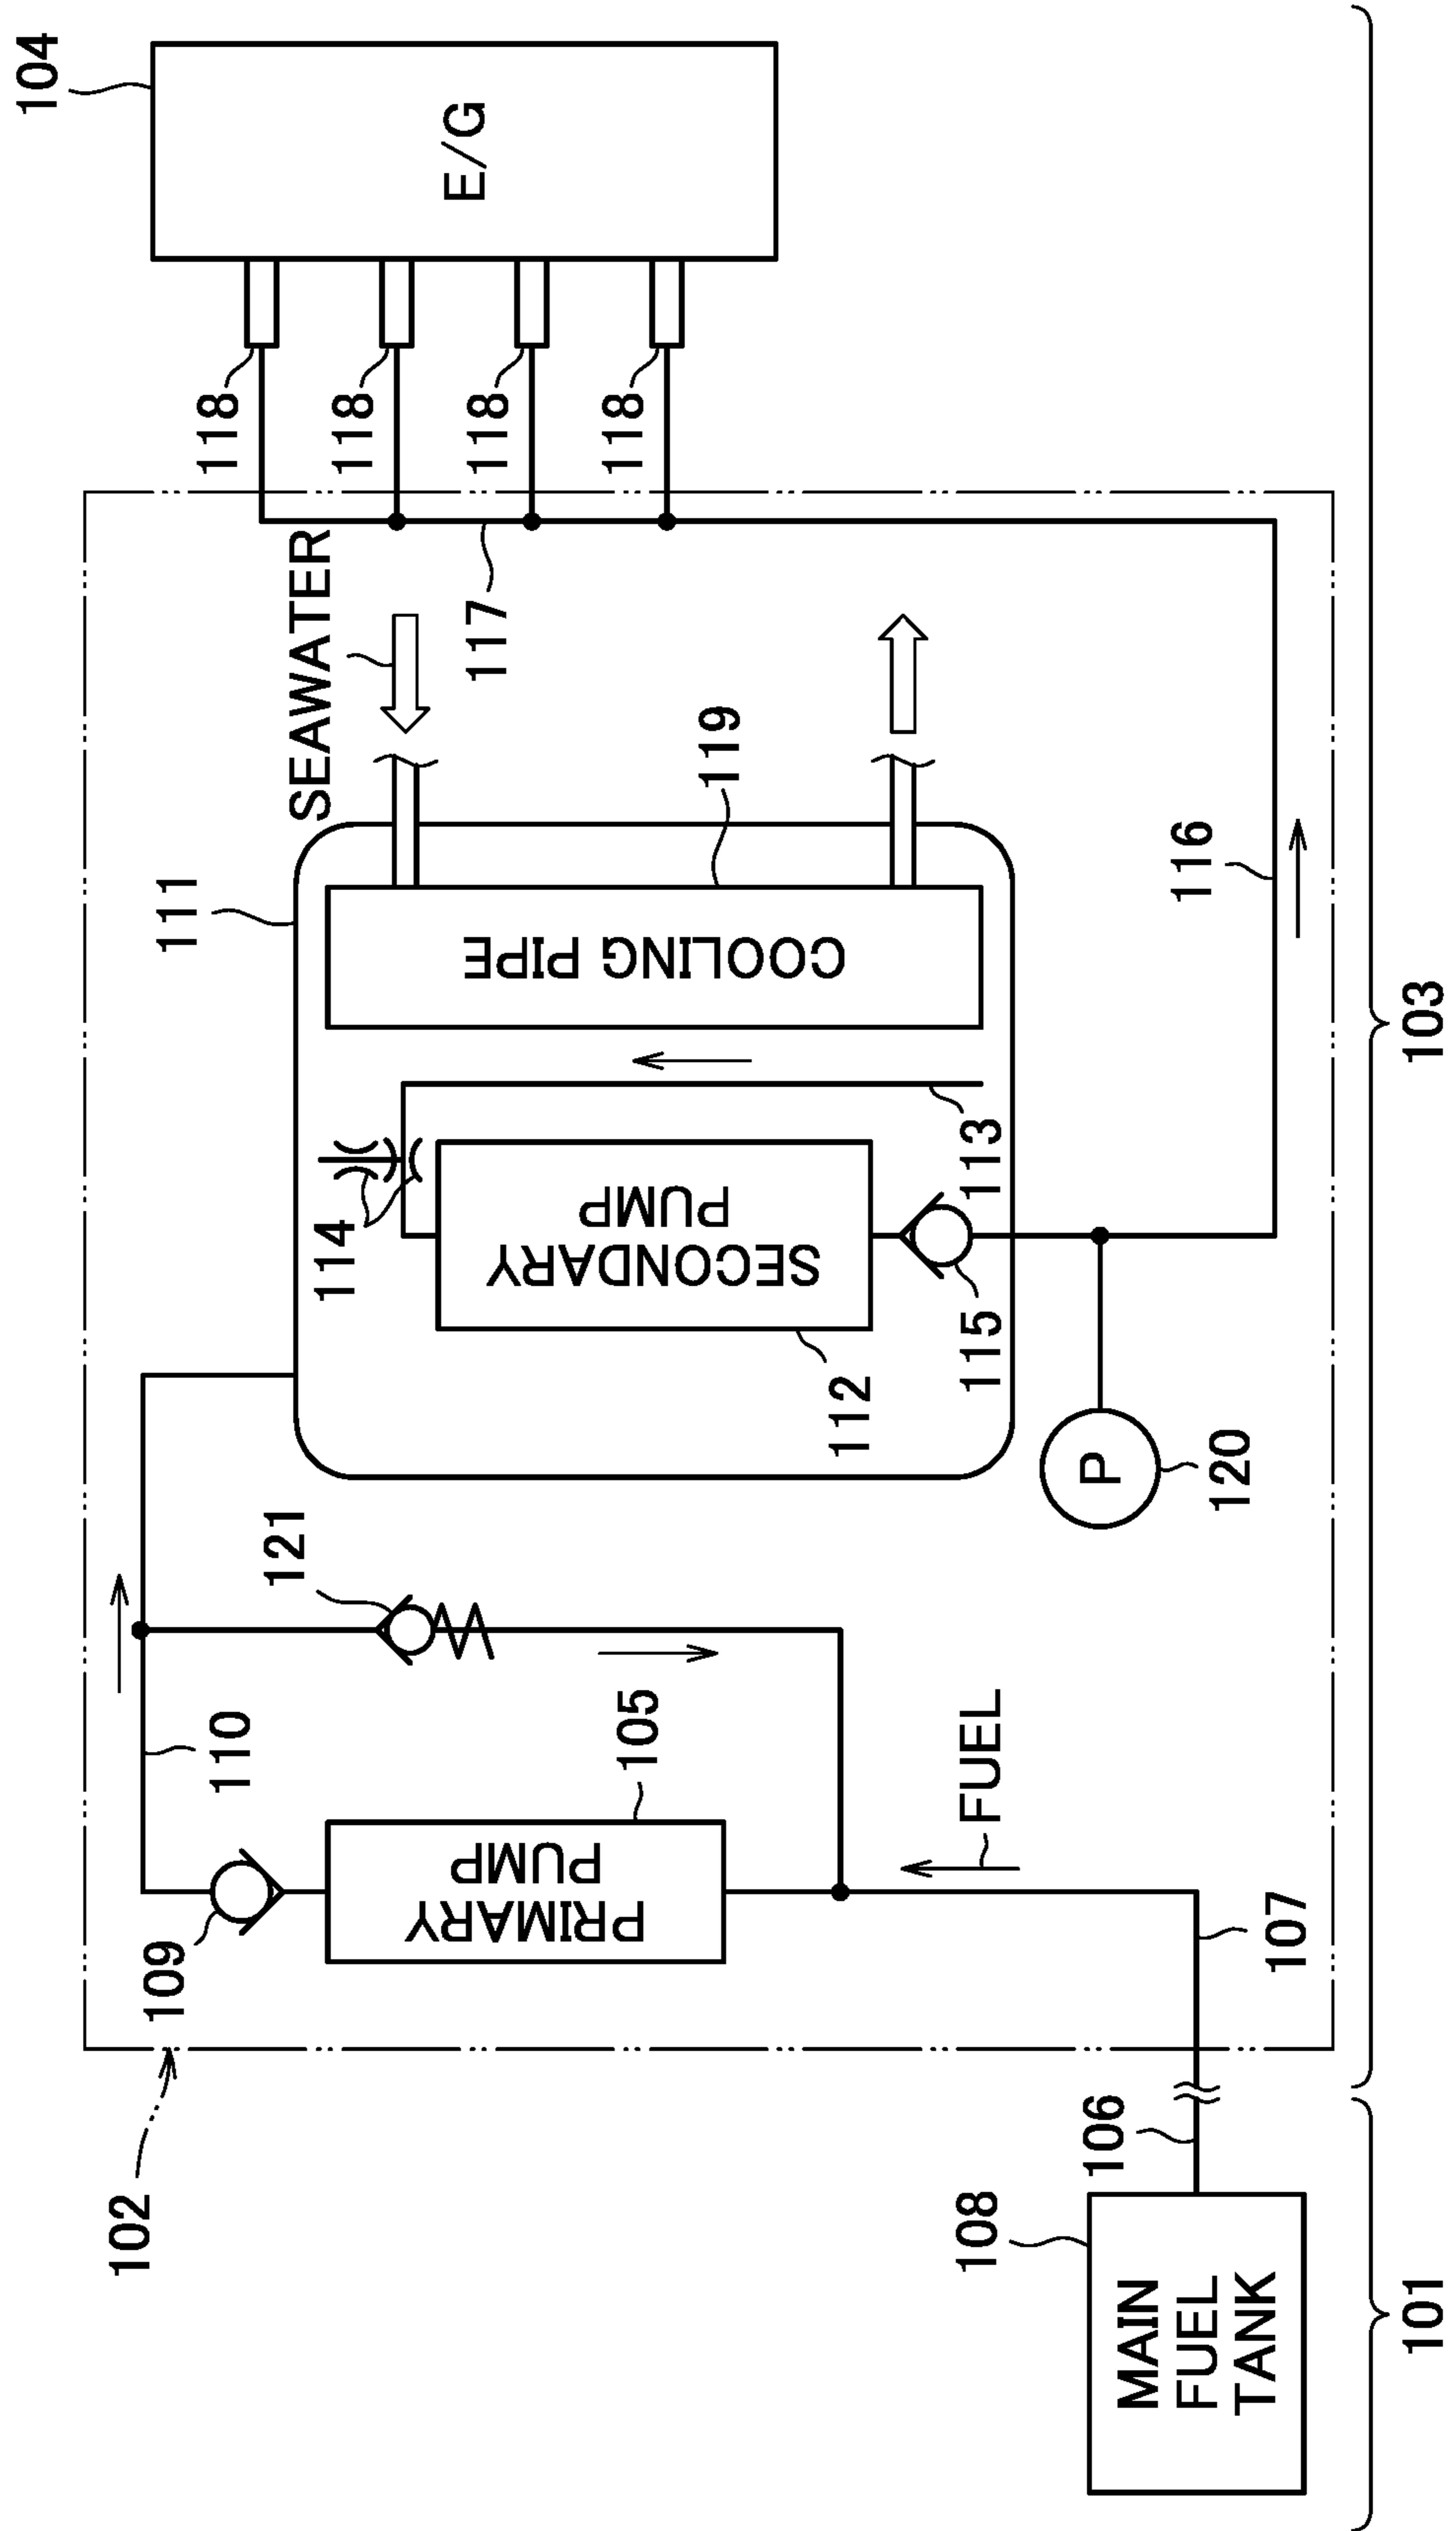 104
E/G
118
118
118
118
SEAWATER
117
111
119
COOLING PIPE
116
103
114
113
SECONDARY
PUMP
115
112
P
120
121
110
105
FUEL
PRIMARY
PUMP
109
107
102
106
108
MAIN
FUEL
TANK
101